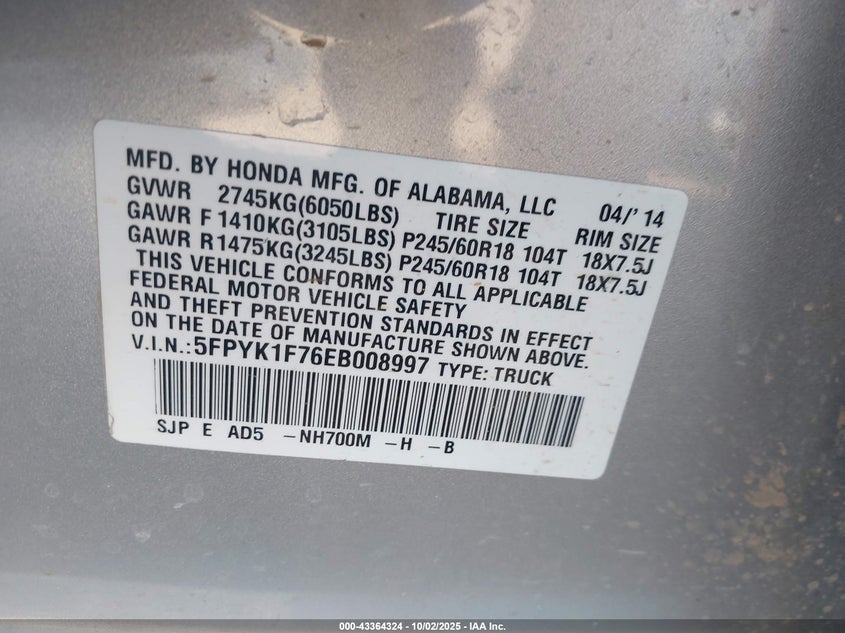 MFD. BY HONDA MFG. OF ALABAMA, LLC 04/' 14
GVWR 2745KG(6050LBS) TIRE SIZE RIM SIZE
GAWR F 1410KG(3105LBS) P245/60R18 104T 18X7.5J
GAWR R 1475KG(3245LBS) P245/60R18 104T 18X7.5J
THIS VEHICLE CONFORMS TO ALL APPLICABLE
FEDERAL MOTOR VEHICLE SAFETY
AND THEFT PREVENTION STANDARDS IN EFFECT
ON THE DATE OF MANUFACTURE SHOWN ABOVE.
V.I.N.:5FPYK1F76EB008997 TYPE: TRUCK
SJP E AD5 -NH700M -H -B
000-43364324 | 10/02/2025 - IAA Inc.